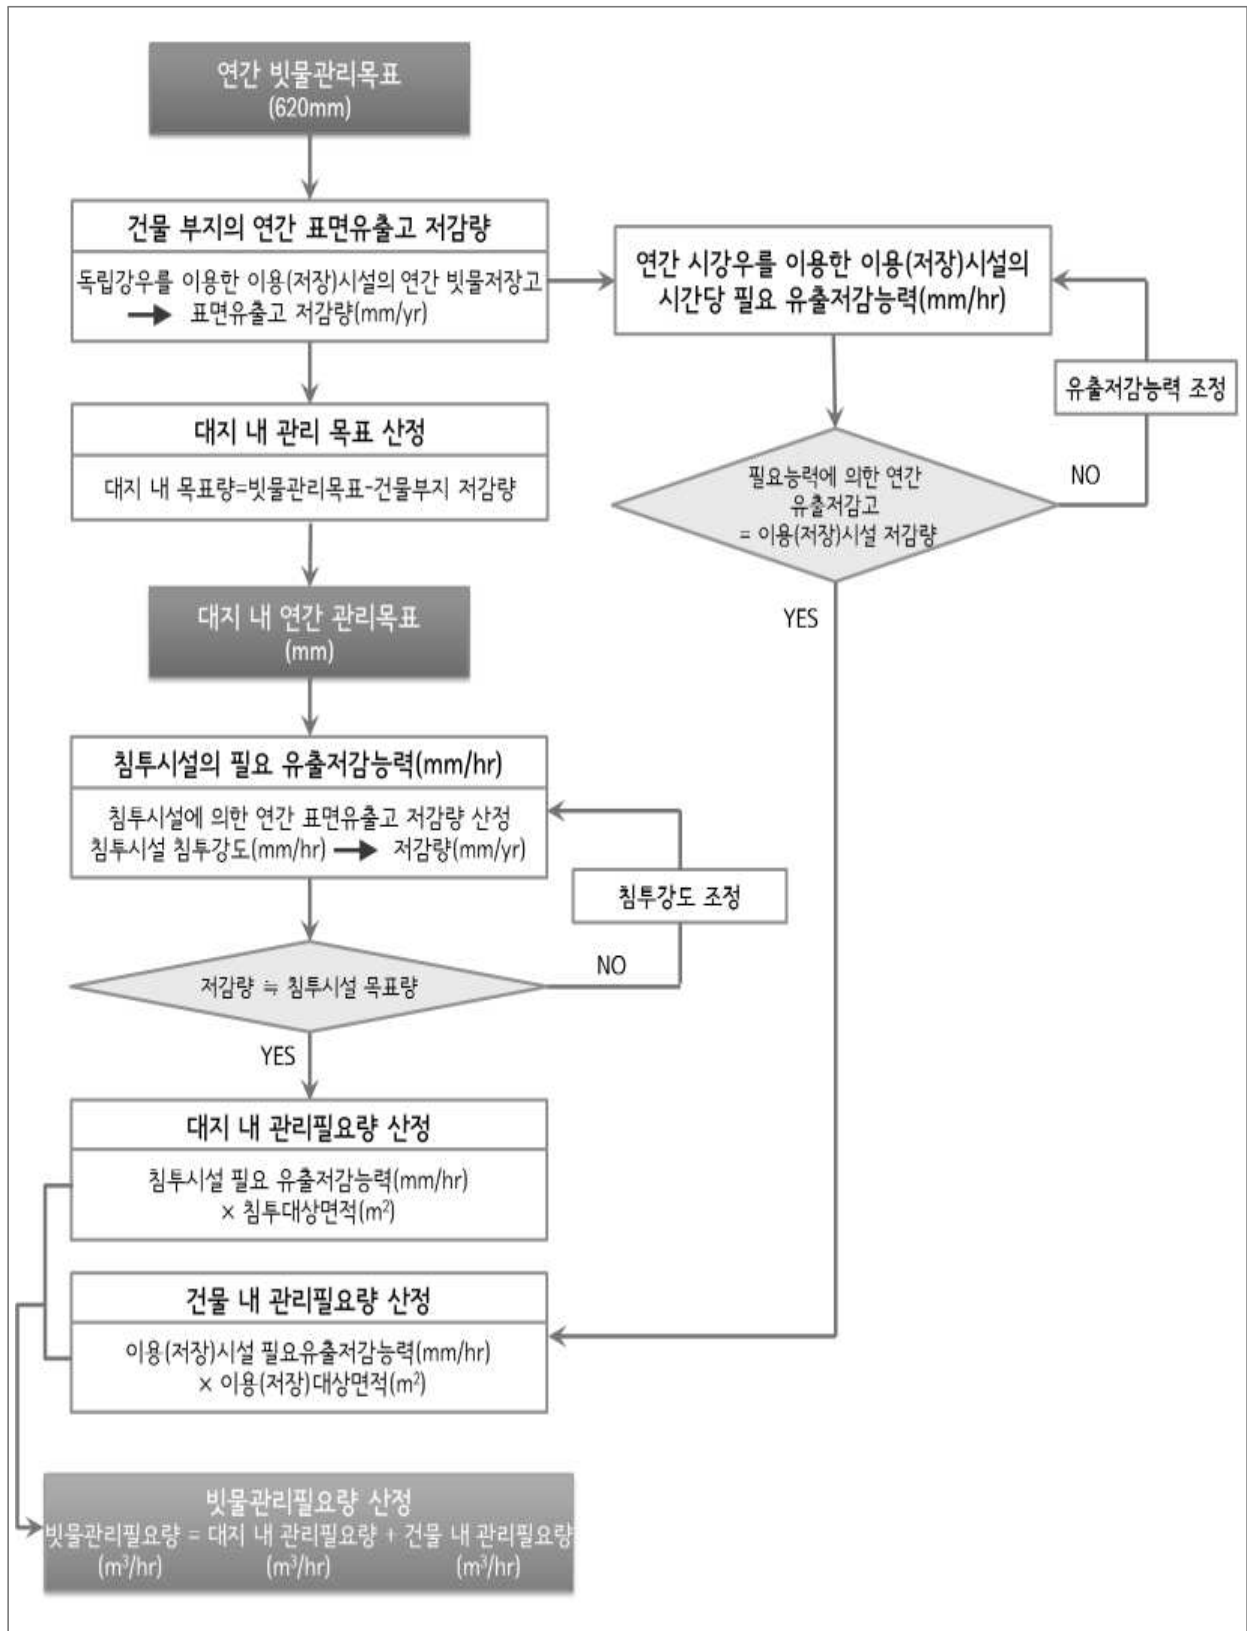 연간 빗물관리목표
(620mm)
건물 부지의 연간 표면유출고 저감량
독립강우를 이용한 이용(저장)시설의 연간 빗물저장고
표면유출고 저감량(mm/yr)
연간 시강우를 이용한 이용(저장)시설의
시간당 필요 유출저감능력(mm/hr)
유출저감능력 조정
대지 내 관리 목표 산정
대지 내 목표량=빗물관리목표-건물부지 저감량
필요능력에 의한 연간
유출저감고
= 이용(저장)시설 저감량
NO
YES
대지 내 연간 관리목표
(mm)
침투시설의 필요 유출저감능력(mm/hr)
침투시설에 의한 연간 표면유출고 저감량 산정
침투시설 침투강도(mm/hr) 저감량(mm/yr)
침투강도 조정
저감량 ≒ 침투시설 목표량
NO
YES
대지 내 관리필요량 산정
침투시설 필요 유출저감능력(mm/hr)
× 침투대상면적(m²)
건물 내 관리필요량 산정
이용(저장)시설 필요유출저감능력(mm/hr)
× 이용(저장)대상면적(m²)
빗물관리필요량 산정
빗물관리필요량 = 대지 내 관리필요량 + 건물 내 관리필요량
(m³/hr) (m³/hr) (m³/hr)